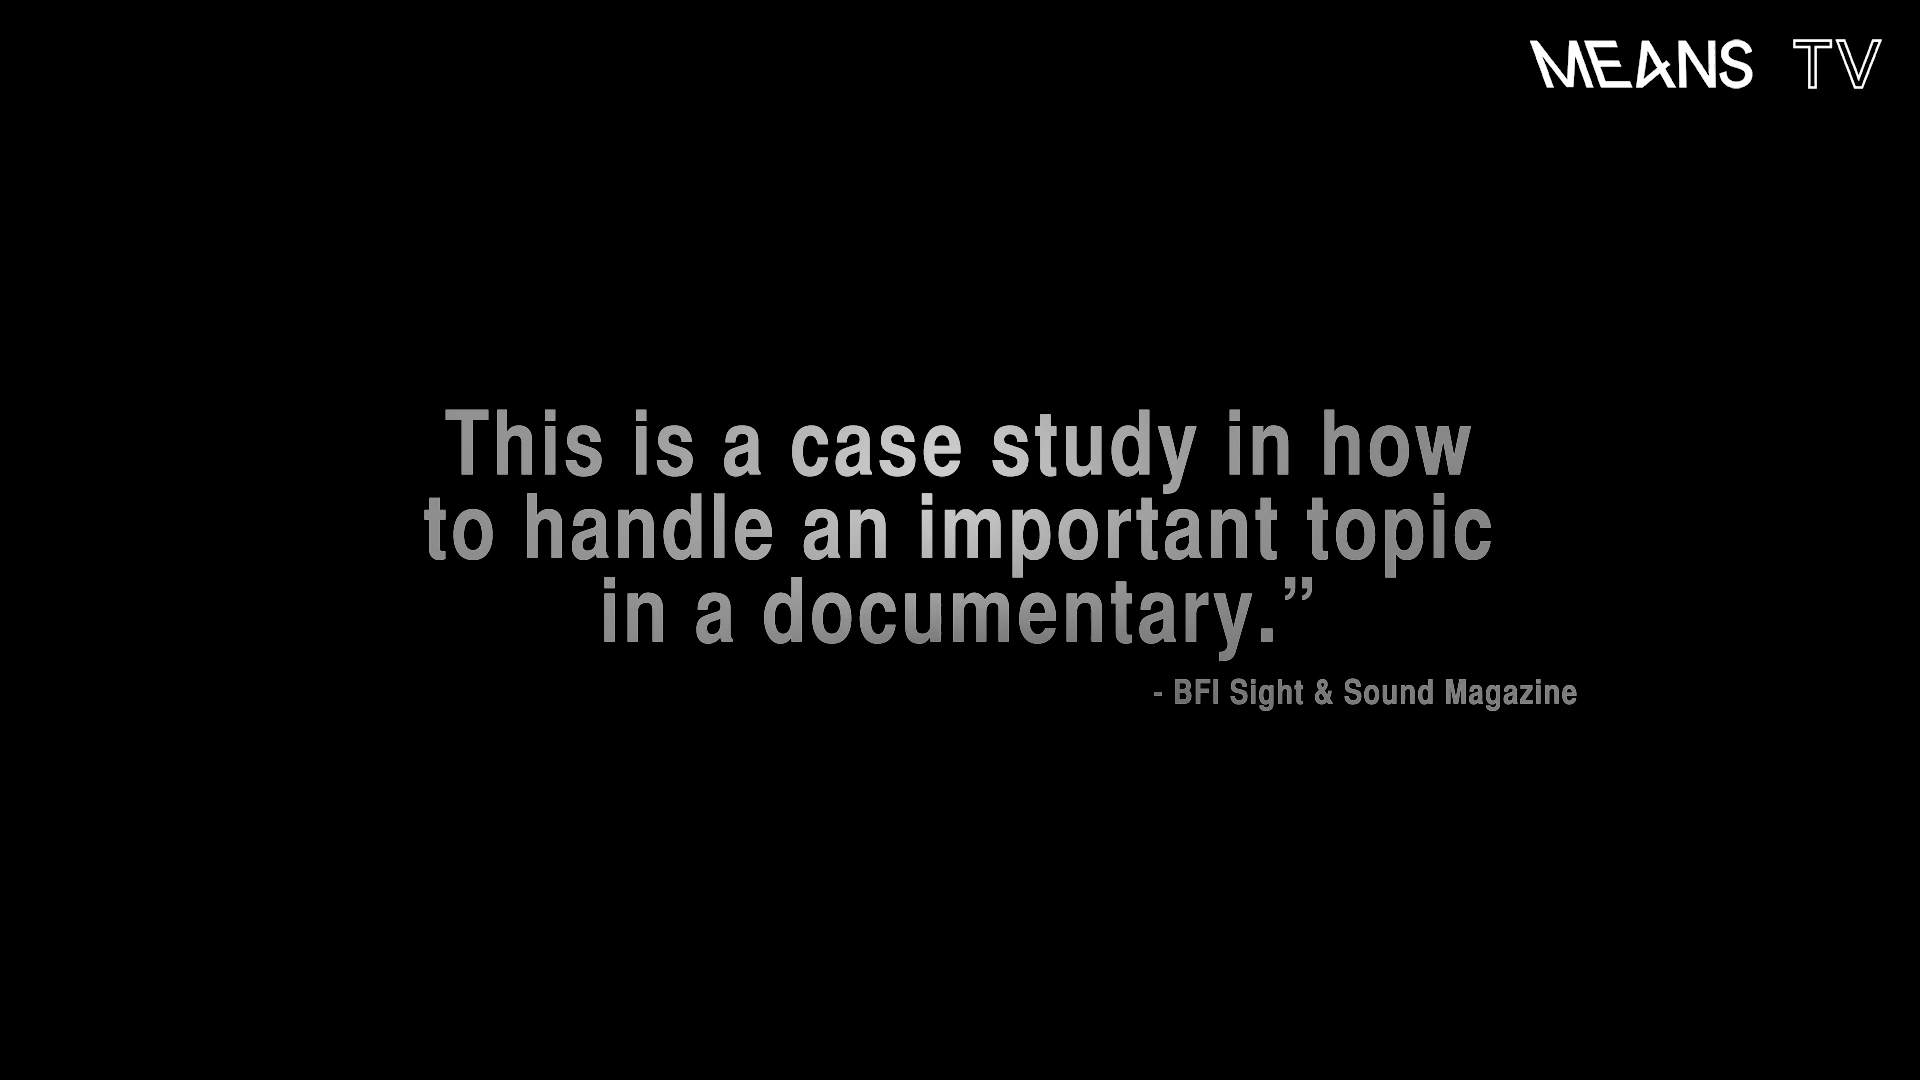 MEANS TV
This is a case study in how
to handle an important topic
in a documentary.”
- BFI Sight & Sound Magazine